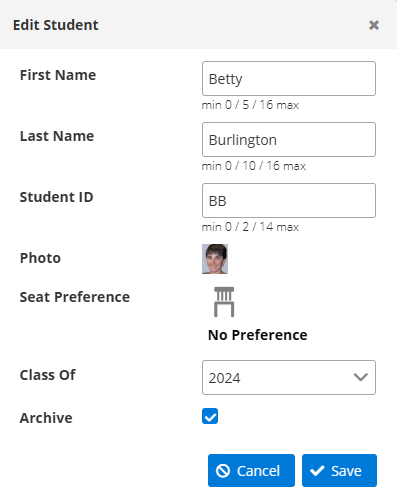 Edit Student
First Name
Betty
min 0 / 5 / 16 max
Last Name
Burlington
min 0 / 10 / 16 max
Student ID
BB
min 0 / 2 / 14 max
Photo
Seat Preference
No Preference
Class Of
2024
Archive
Cancel
Save